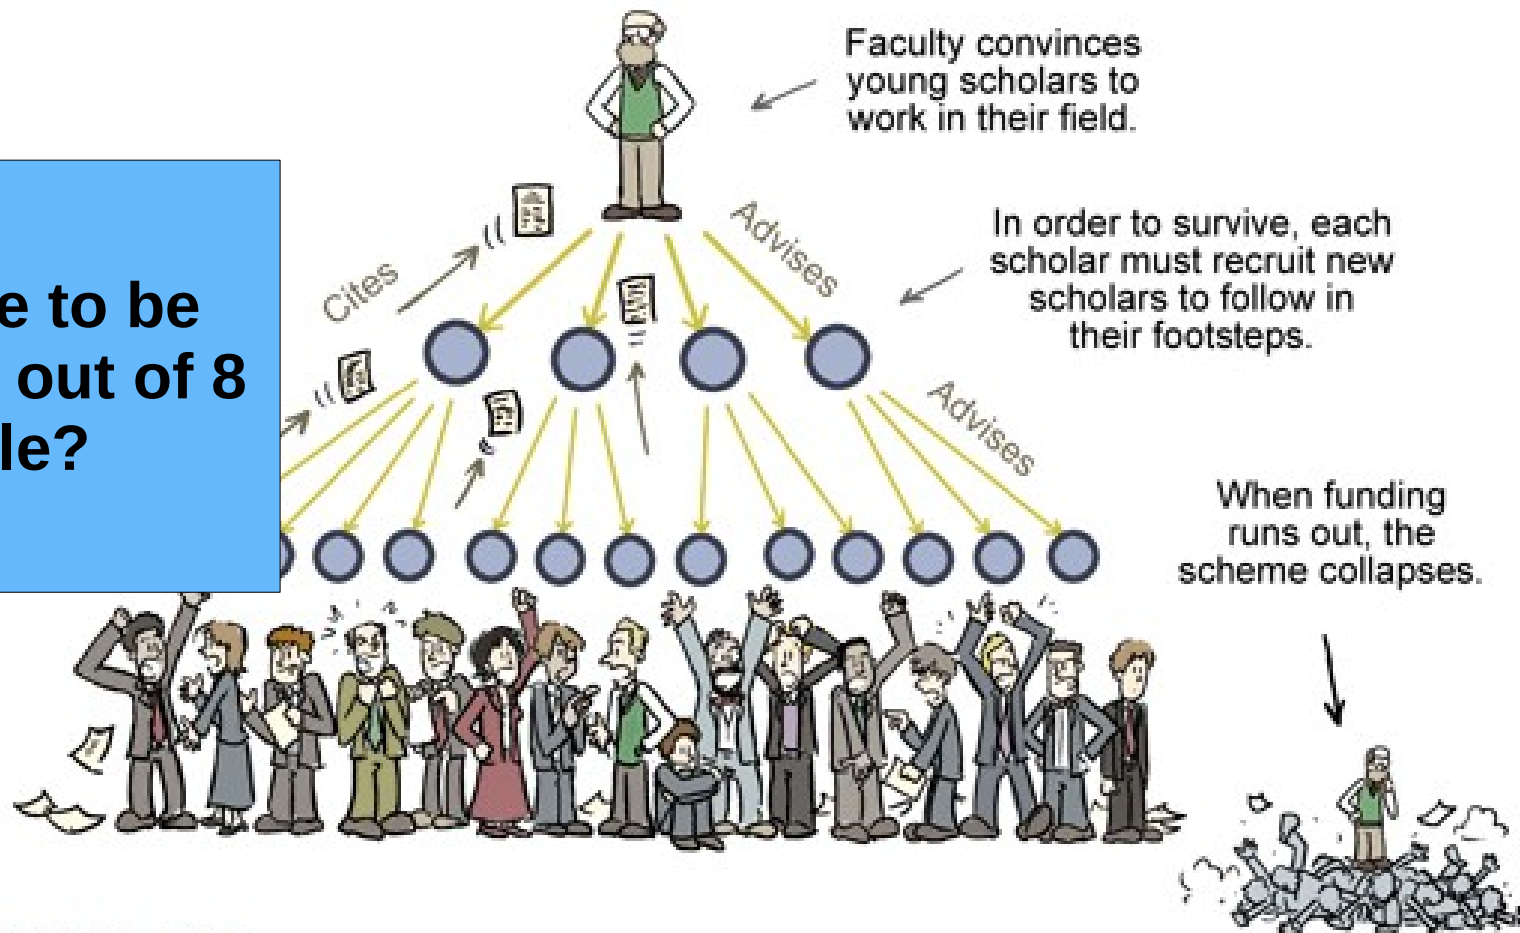 Faculty convinces
young scholars to
work in their field.
Advises
Cites
In order to survive, each
scholar must recruit new
scholars to follow in
their footsteps.
e to be
out of 8
le?
Advises
When funding
runs out, the
scheme collapses.